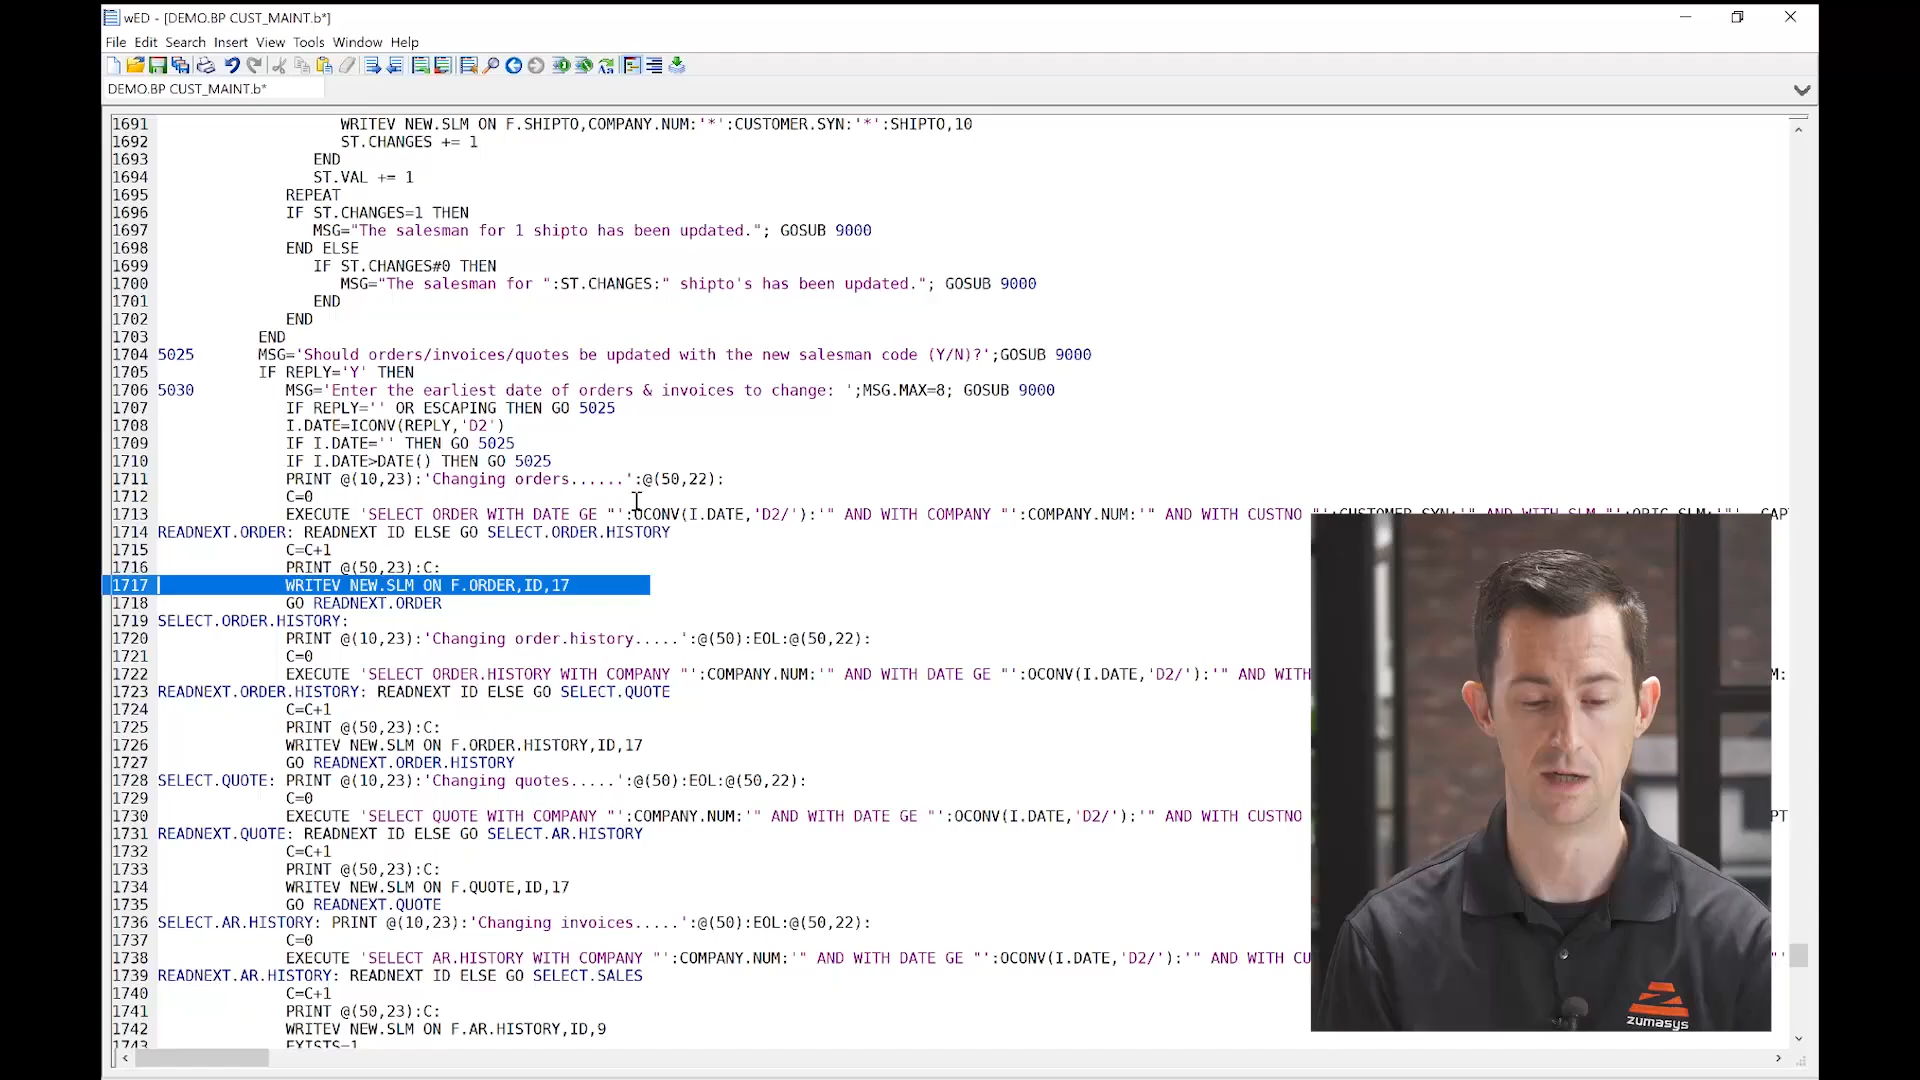 wED - [DEMO.BP CUST_MAINT.b*]
File Edit Search Insert View Tools Window Help
DEMO.BP CUST_MAINT.b*
1691 WRITEV NEW.SLM ON F.SHIPTO,COMPANY.NUM:'*':CUSTOMER.SYN:'*':SHIPTO,10
1692 ST.CHANGES += 1
1693 END
1694 ST.VAL += 1
1695 REPEAT
1696 IF ST.CHANGES=1 THEN
1697 MSG="The salesman for 1 shipto has been updated."; GOSUB 9000
1698 END ELSE
1699 IF ST.CHANGES#0 THEN
1700 MSG="The salesman for ":ST.CHANGES:" shipto's has been updated."; GOSUB 9000
1701 END
1702 END
1703 END
1704 5025 MSG='Should orders/invoices/quotes be updated with the new salesman code (Y/N)?';GOSUB 9000
1705 IF REPLY='Y' THEN
1706 5030 MSG='Enter the earliest date of orders & invoices to change: ';MSG.MAX=8; GOSUB 9000
1707 IF REPLY='' OR ESCAPING THEN GO 5025
1708 I.DATE=ICONV(REPLY,'D2')
1709 IF I.DATE='' THEN GO 5025
1710 IF I.DATE>DATE() THEN GO 5025
1711 PRINT @(10,23):'Changing orders......':@(50,22):
1712 C=0
1713 EXECUTE 'SELECT ORDER WITH DATE GE "':OCONV(I.DATE,'D2/'):'" AND WITH COMPANY "':COMPANY.NUM:'" AND WITH CUSTNO "':CUSTOMER.SYN:'" AND WITH SLM "':ORIG.SLM:'"', CAP
1714 READNEXT.ORDER: READNEXT ID ELSE GO SELECT.ORDER.HISTORY
1715 C=C+1
1716 PRINT @(50,23):C:
1717 WRITEV NEW.SLM ON F.ORDER,ID,17
1718 GO READNEXT.ORDER
1719 SELECT.ORDER.HISTORY:
1720 PRINT @(10,23):'Changing order.history.....':@(50):EOL:@(50,22):
1721 C=0
1722 EXECUTE 'SELECT ORDER.HISTORY WITH COMPANY "':COMPANY.NUM:'" AND WITH DATE GE "':OCONV(I.DATE,'D2/'):'" AND WITH M:
1723 READNEXT.ORDER.HISTORY: READNEXT ID ELSE GO SELECT.QUOTE
1724 C=C+1
1725 PRINT @(50,23):C:
1726 WRITEV NEW.SLM ON F.ORDER.HISTORY,ID,17
1727 GO READNEXT.ORDER.HISTORY
1728 SELECT.QUOTE: PRINT @(10,23):'Changing quotes.....':@(50):EOL:@(50,22):
1729 C=0
1730 EXECUTE 'SELECT QUOTE WITH COMPANY "':COMPANY.NUM:'" AND WITH DATE GE "':OCONV(I.DATE,'D2/'):'" AND WITH CUSTNO PT
1731 READNEXT.QUOTE: READNEXT ID ELSE GO SELECT.AR.HISTORY
1732 C=C+1
1733 PRINT @(50,23):C:
1734 WRITEV NEW.SLM ON F.QUOTE,ID,17
1735 GO READNEXT.QUOTE
1736 SELECT.AR.HISTORY: PRINT @(10,23):'Changing invoices.....':@(50):EOL:@(50,22):
1737 C=0
1738 EXECUTE 'SELECT AR.HISTORY WITH COMPANY "':COMPANY.NUM:'" AND WITH DATE GE "':OCONV(I.DATE,'D2/'):'" AND WITH CU "'
1739 READNEXT.AR.HISTORY: READNEXT ID ELSE GO SELECT.SALES
1740 C=C+1
1741 PRINT @(50,23):C:
1742 WRITEV NEW.SLM ON F.AR.HISTORY,ID,9
1743 EXISTS=1
zumasys